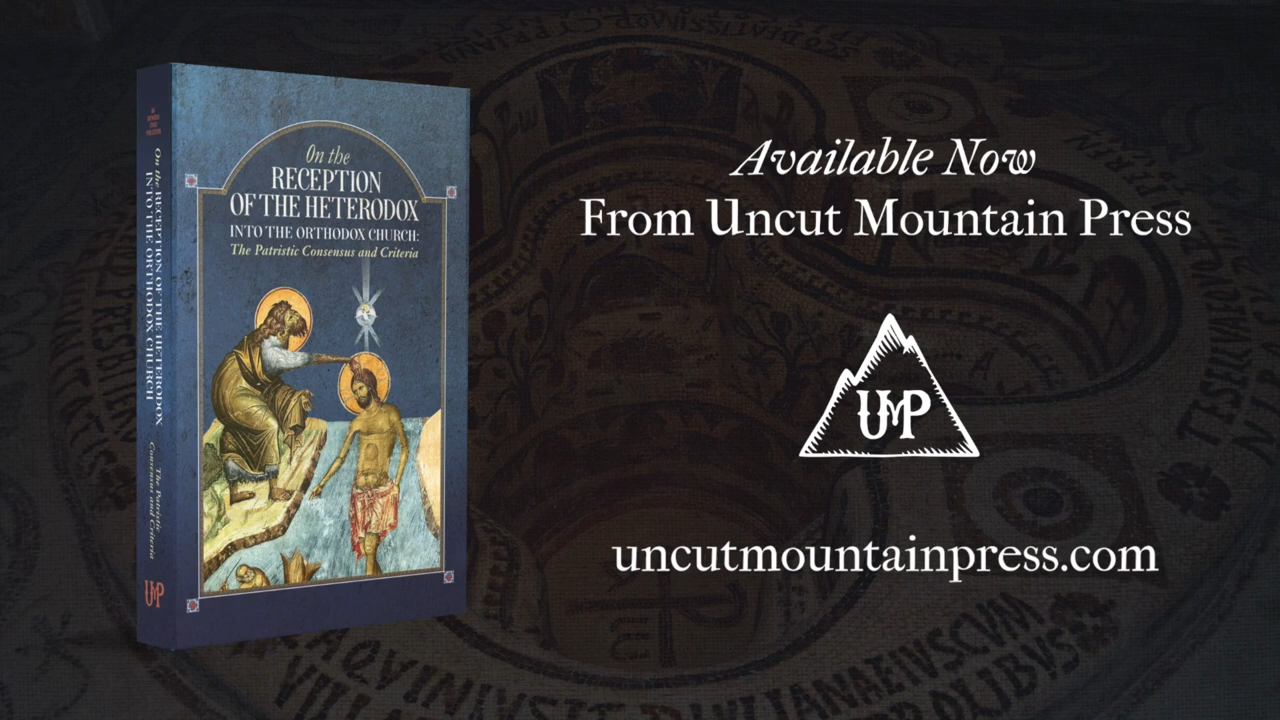 On the
RECEPTION
OF THE HETERODOX
INTO THE ORTHODOX CHURCH:
The Patristic Consensus and Criteria
On the RECEPTION OF THE HETERODOX
INTO THE ORTHODOX CHURCH
The Patristic
Consensus and Criteria
UMP
Available Now
From Uncut Mountain Press
UMP
uncutmountainpress.com